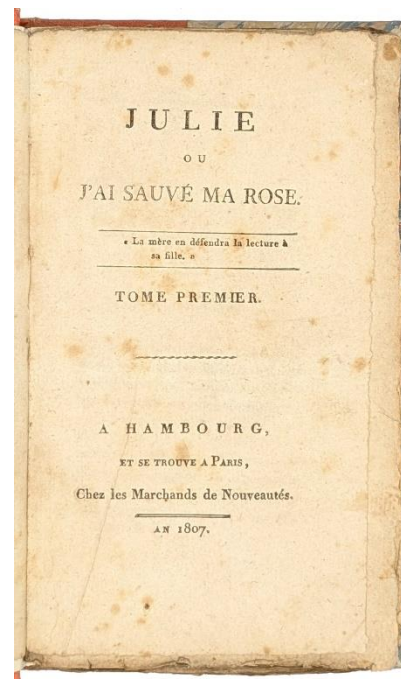 JULIE
OU
J'AI SAUVÉ MA ROSE.
« La mère en défendra la lecture à
sa fille. »
TOME PREMIER.
A HAMBOURG,
ET SE TROUVE A PARIS,
Chez les Marchands de Nouveautés.
AN 1807.